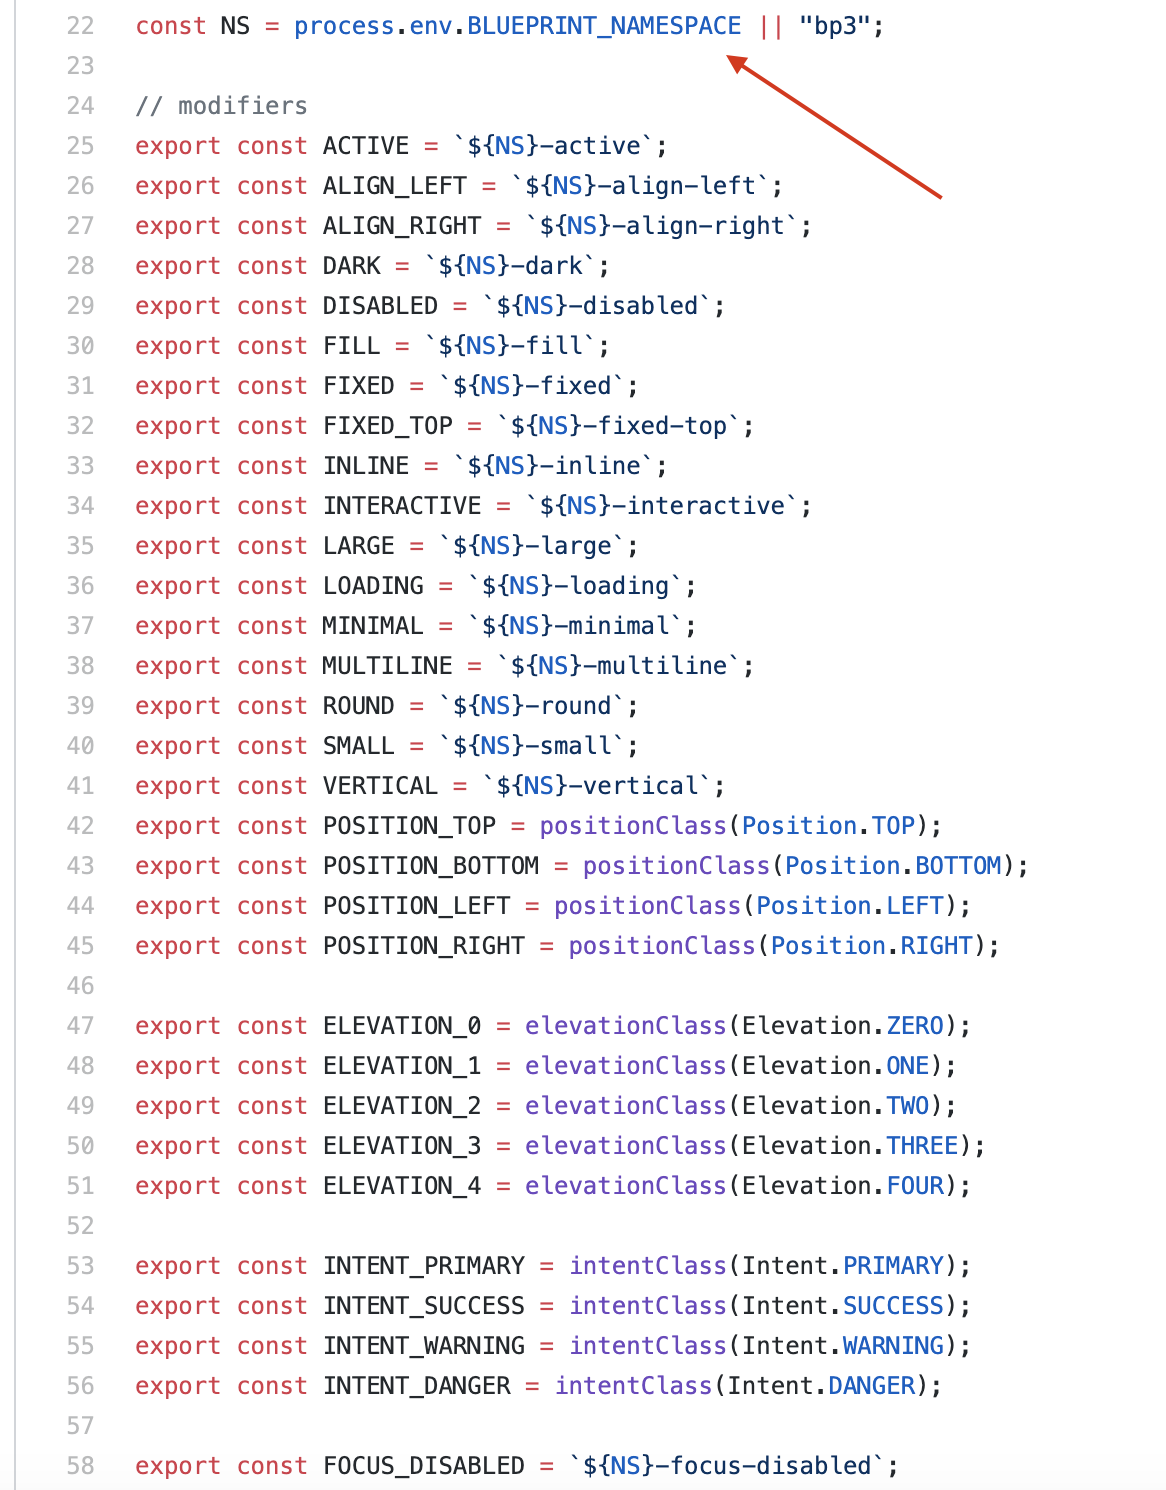 22 const NS = process.env.BLUEPRINT_NAMESPACE || "bp3";
23
24 // modifiers
25 export const ACTIVE = `${NS}-active`;
26 export const ALIGN_LEFT = `${NS}-align-left`;
27 export const ALIGN_RIGHT = `${NS}-align-right`;
28 export const DARK = `${NS}-dark`;
29 export const DISABLED = `${NS}-disabled`;
30 export const FILL = `${NS}-fill`;
31 export const FIXED = `${NS}-fixed`;
32 export const FIXED_TOP = `${NS}-fixed-top`;
33 export const INLINE = `${NS}-inline`;
34 export const INTERACTIVE = `${NS}-interactive`;
35 export const LARGE = `${NS}-large`;
36 export const LOADING = `${NS}-loading`;
37 export const MINIMAL = `${NS}-minimal`;
38 export const MULTILINE = `${NS}-multiline`;
39 export const ROUND = `${NS}-round`;
40 export const SMALL = `${NS}-small`;
41 export const VERTICAL = `${NS}-vertical`;
42 export const POSITION_TOP = positionClass(Position.TOP);
43 export const POSITION_BOTTOM = positionClass(Position.BOTTOM);
44 export const POSITION_LEFT = positionClass(Position.LEFT);
45 export const POSITION_RIGHT = positionClass(Position.RIGHT);
46
47 export const ELEVATION_0 = elevationClass(Elevation.ZERO);
48 export const ELEVATION_1 = elevationClass(Elevation.ONE);
49 export const ELEVATION_2 = elevationClass(Elevation.TWO);
50 export const ELEVATION_3 = elevationClass(Elevation.THREE);
51 export const ELEVATION_4 = elevationClass(Elevation.FOUR);
52
53 export const INTENT_PRIMARY = intentClass(Intent.PRIMARY);
54 export const INTENT_SUCCESS = intentClass(Intent.SUCCESS);
55 export const INTENT_WARNING = intentClass(Intent.WARNING);
56 export const INTENT_DANGER = intentClass(Intent.DANGER);
57
58 export const FOCUS_DISABLED = `${NS}-focus-disabled`;